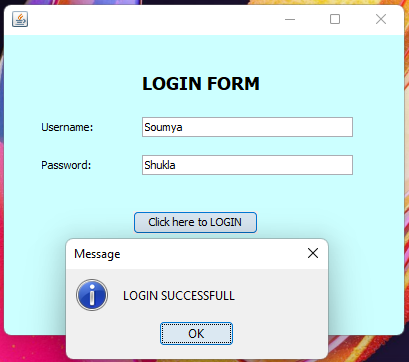 LOGIN FORM
Username: Soumya
Password: Shukla
Click here to LOGIN
Message
LOGIN SUCCESSFULL
OK